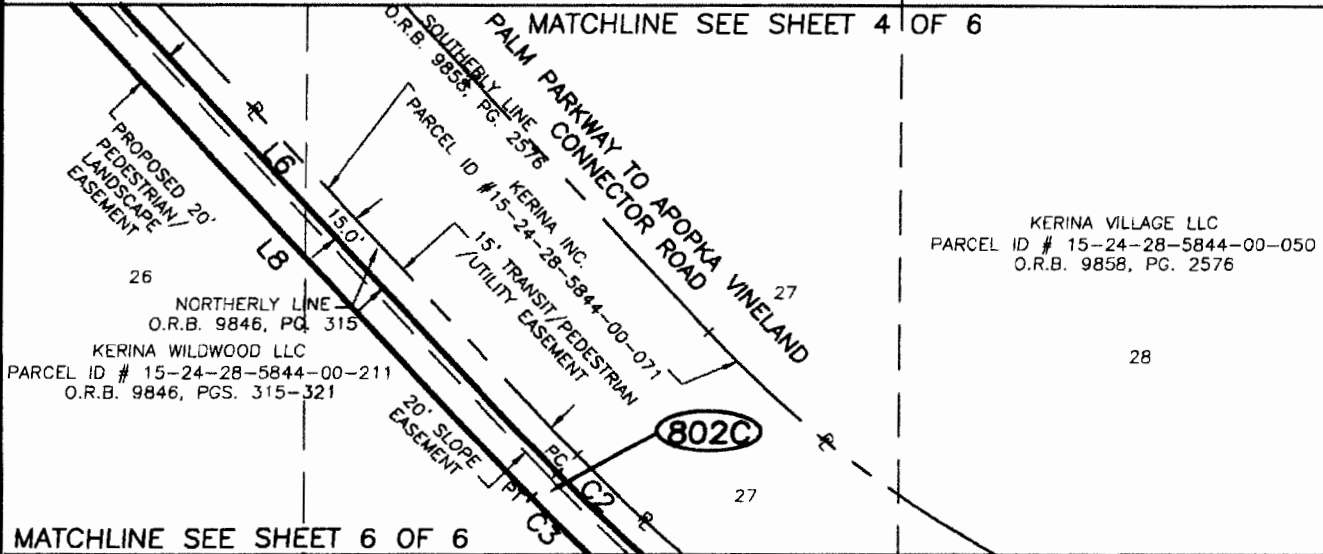 MATCHLINE SEE SHEET 4 OF 6
PALM PARKWAY TO APOPKA VINELAND
CONNECTOR ROAD
SOUTHERLY LINE
O.R.B. 9858, PG. 2576
PARCEL ID #15-24-28-5844-00-071
KERINA INC.
15' TRANSIT/PEDESTRIAN
/UTILITY EASEMENT
PROPOSED 20'
PEDESTRIAN/
LANDSCAPE
EASEMENT
L6
15.0'
L8
26
NORTHERLY LINE
O.R.B. 9846, PG. 315
KERINA WILDWOOD LLC
PARCEL ID # 15-24-28-5844-00-211
O.R.B. 9846, PGS. 315-321
27
KERINA VILLAGE LLC
PARCEL ID # 15-24-28-5844-00-050
O.R.B. 9858, PG. 2576
28
20' SLOPE
EASEMENT
802C
PC
C2
PT
C3
27
MATCHLINE SEE SHEET 6 OF 6